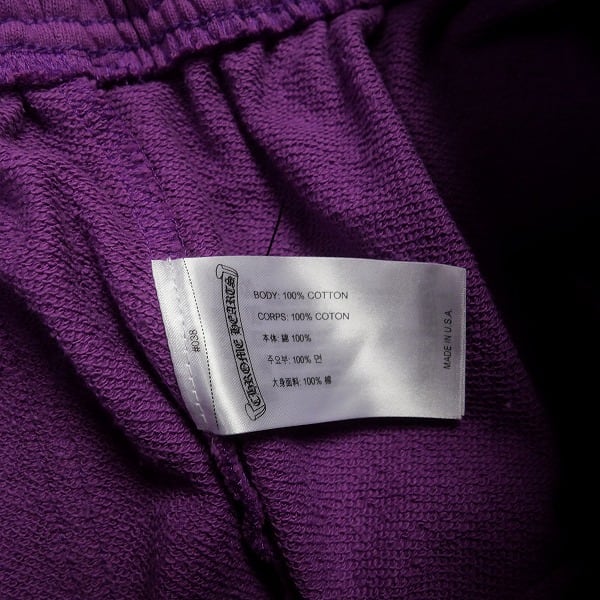 #038
CHROME HEARTS
BODY: 100% COTTON
CORPS: 100% COTON
本体: 綿 100%
주요부: 100% 면
大身面料: 100% 棉
MADE IN U.S.A.